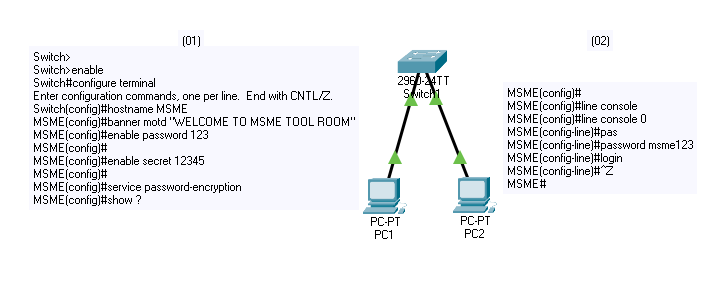 (01)
Switch>
Switch>enable
Switch#configure terminal
Enter configuration commands, one per line. End with CNTL/Z.
Switch(config)#hostname MSME
MSME(config)#banner motd "WELCOME TO MSME TOOL ROOM"
MSME(config)#enable password 123
MSME(config)#
MSME(config)#enable secret 12345
MSME(config)#
MSME(config)#service password-encryption
MSME(config)#show ?
2960-24TT
Switch1
PC-PT
PC1
PC-PT
PC2
(02)
MSME(config)#
MSME(config)#line console
MSME(config)#line console 0
MSME(config-line)#pas
MSME(config-line)#password msme123
MSME(config-line)#login
MSME(config-line)#^Z
MSME#